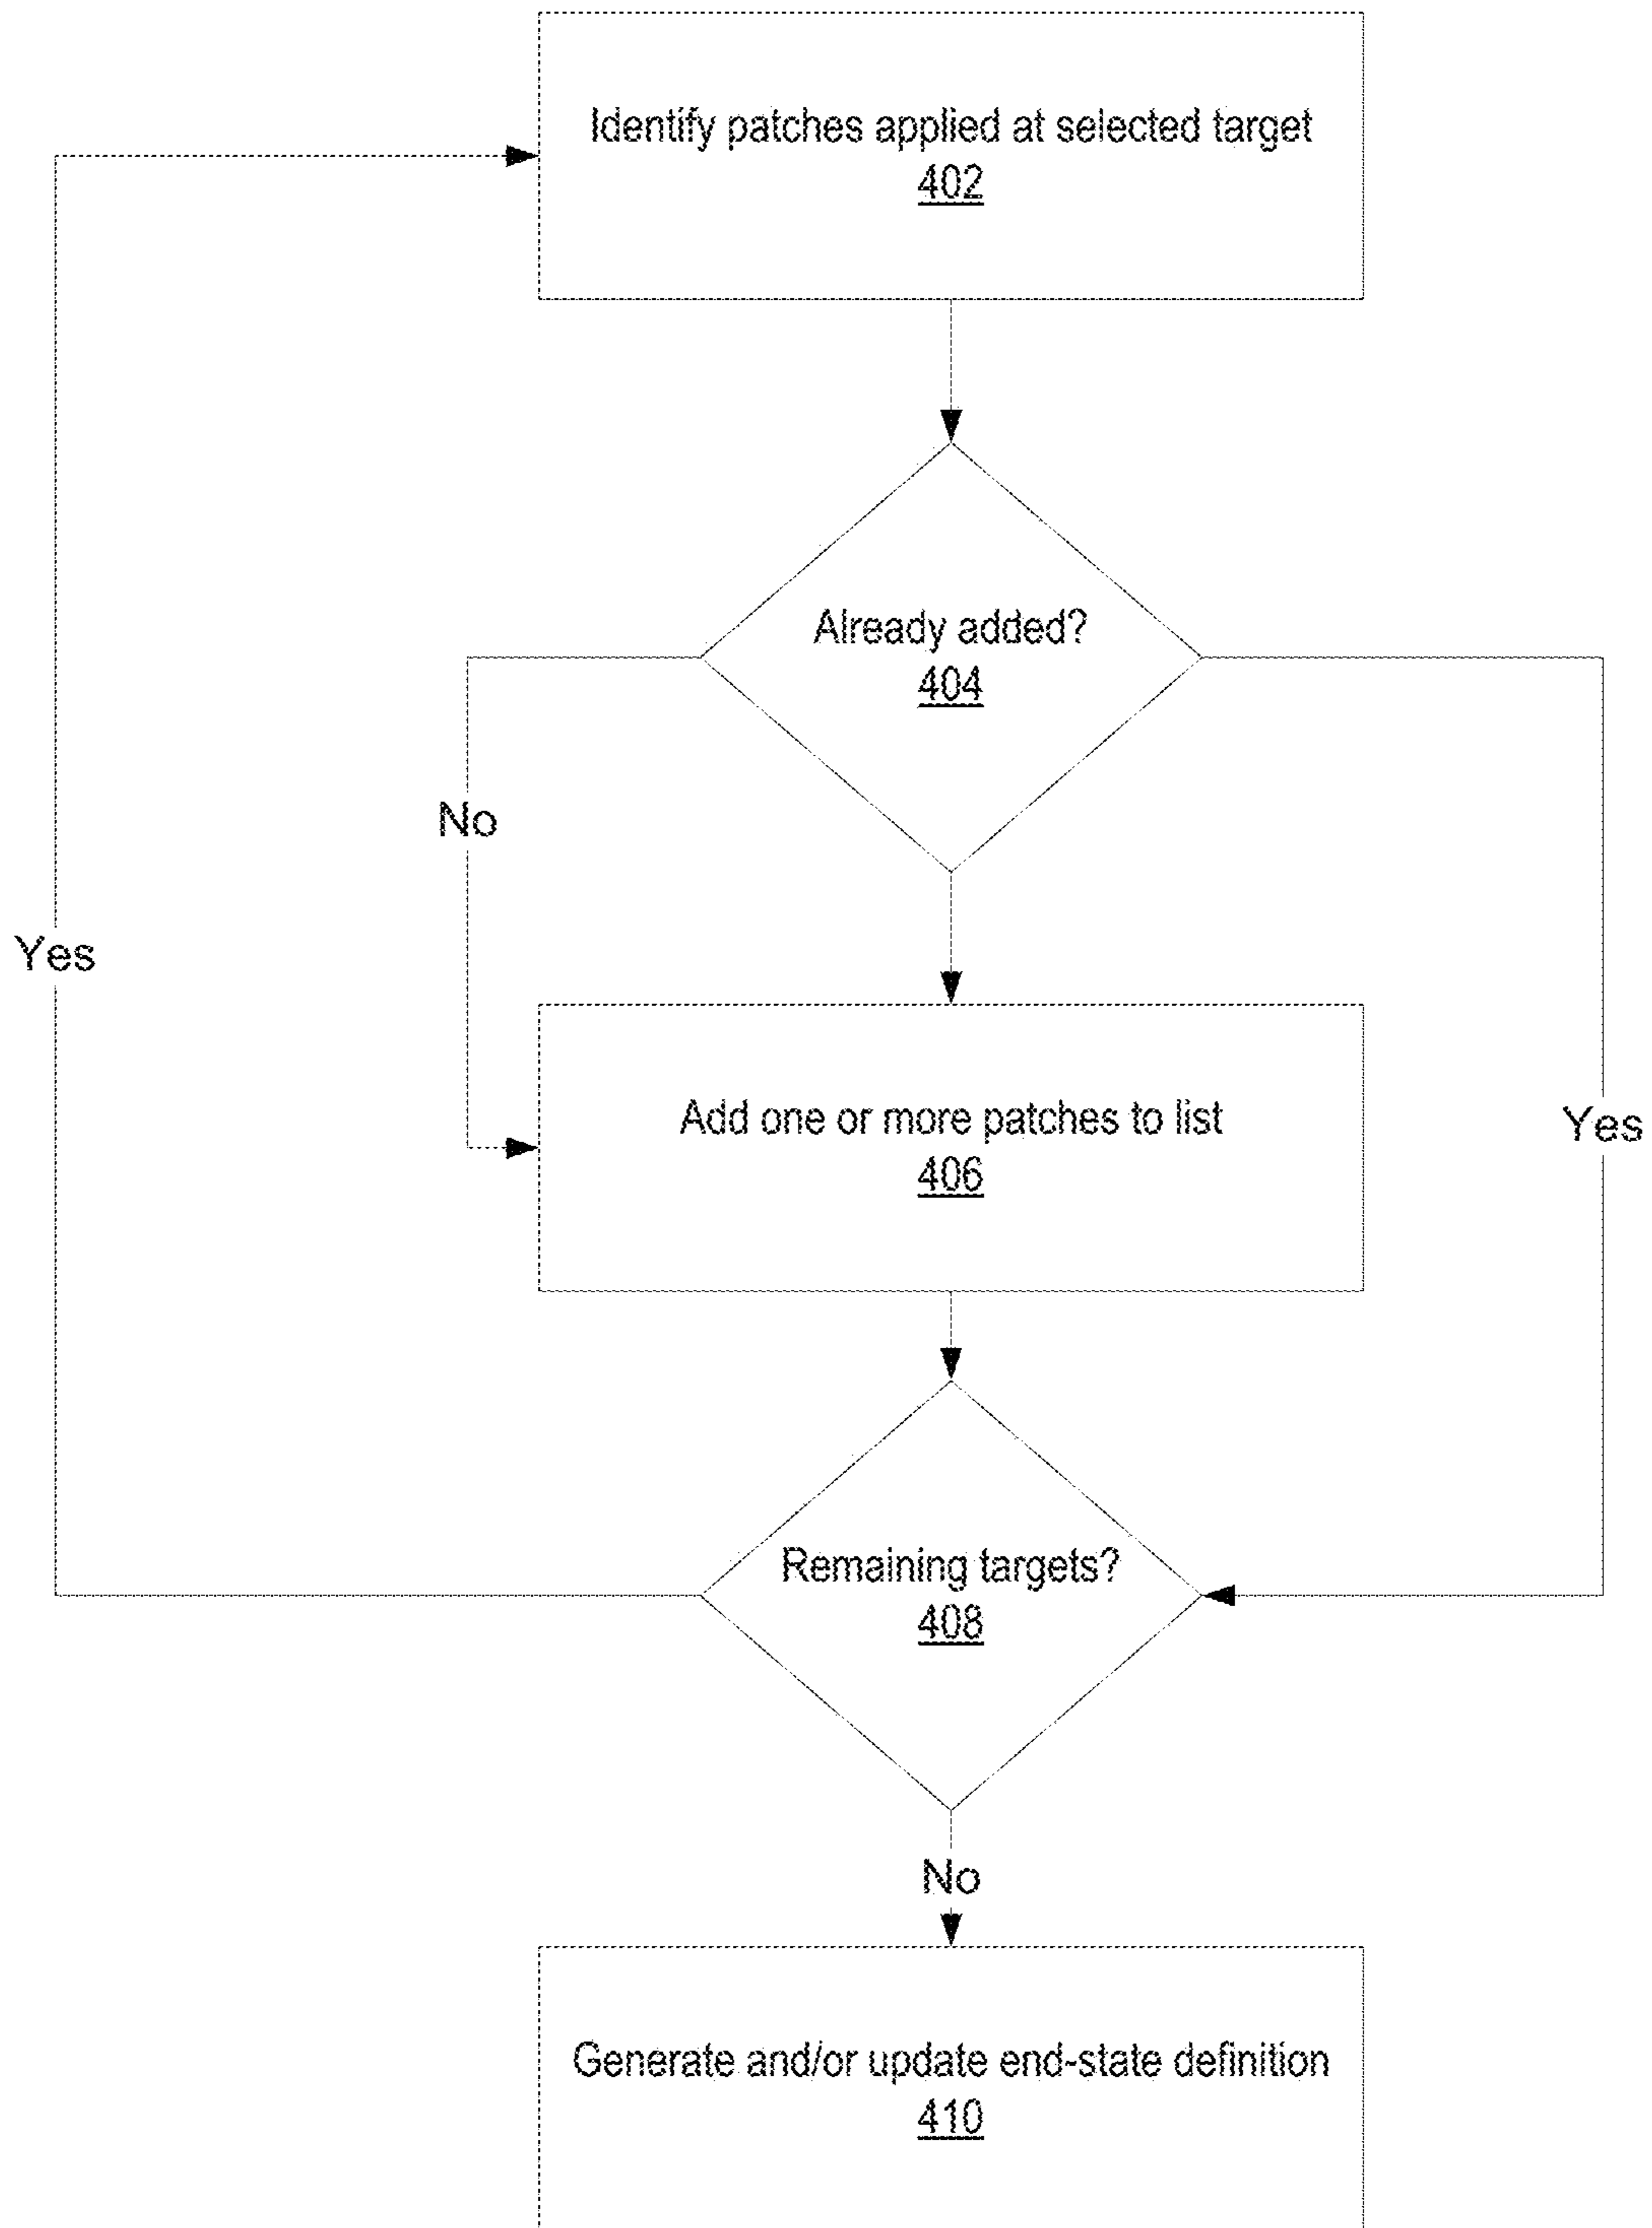 Identify patches applied at selected target
402
Already added?
404
No
Yes
Add one or more patches to list
406
Yes
Remaining targets?
408
No
Generate and/or update end-state definition
410